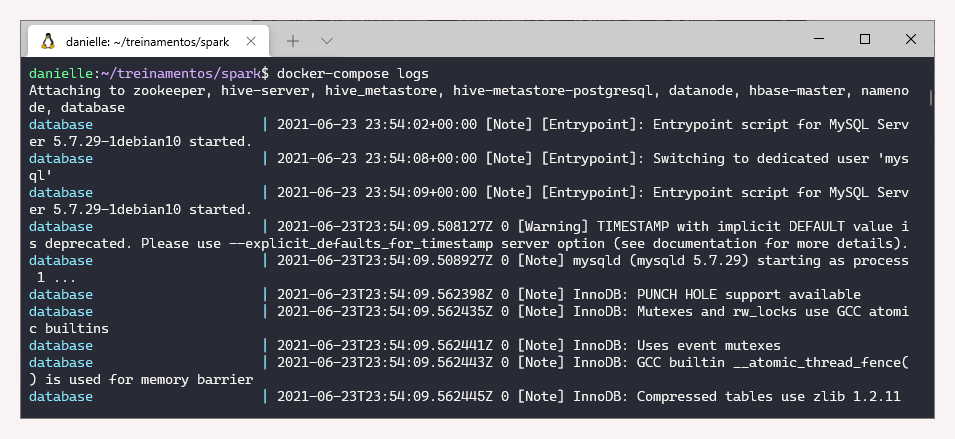 danielle: ~/treinamentos/spark
danielle:~/treinamentos/spark$ docker-compose logs
Attaching to zookeeper, hive-server, hive_metastore, hive-metastore-postgresql, datanode, hbase-master, nameno
de, database
database | 2021-06-23 23:54:02+00:00 [Note] [Entrypoint]: Entrypoint script for MySQL Serv
er 5.7.29-1debian10 started.
database | 2021-06-23 23:54:08+00:00 [Note] [Entrypoint]: Switching to dedicated user 'mys
ql'
database | 2021-06-23 23:54:09+00:00 [Note] [Entrypoint]: Entrypoint script for MySQL Serv
er 5.7.29-1debian10 started.
database | 2021-06-23T23:54:09.508127Z 0 [Warning] TIMESTAMP with implicit DEFAULT value i
s deprecated. Please use --explicit_defaults_for_timestamp server option (see documentation for more details).
database | 2021-06-23T23:54:09.508927Z 0 [Note] mysqld (mysqld 5.7.29) starting as process
1 ...
database | 2021-06-23T23:54:09.562398Z 0 [Note] InnoDB: PUNCH HOLE support available
database | 2021-06-23T23:54:09.562435Z 0 [Note] InnoDB: Mutexes and rw_locks use GCC atomi
c builtins
database | 2021-06-23T23:54:09.562441Z 0 [Note] InnoDB: Uses event mutexes
database | 2021-06-23T23:54:09.562443Z 0 [Note] InnoDB: GCC builtin __atomic_thread_fence(
) is used for memory barrier
database | 2021-06-23T23:54:09.562445Z 0 [Note] InnoDB: Compressed tables use zlib 1.2.11